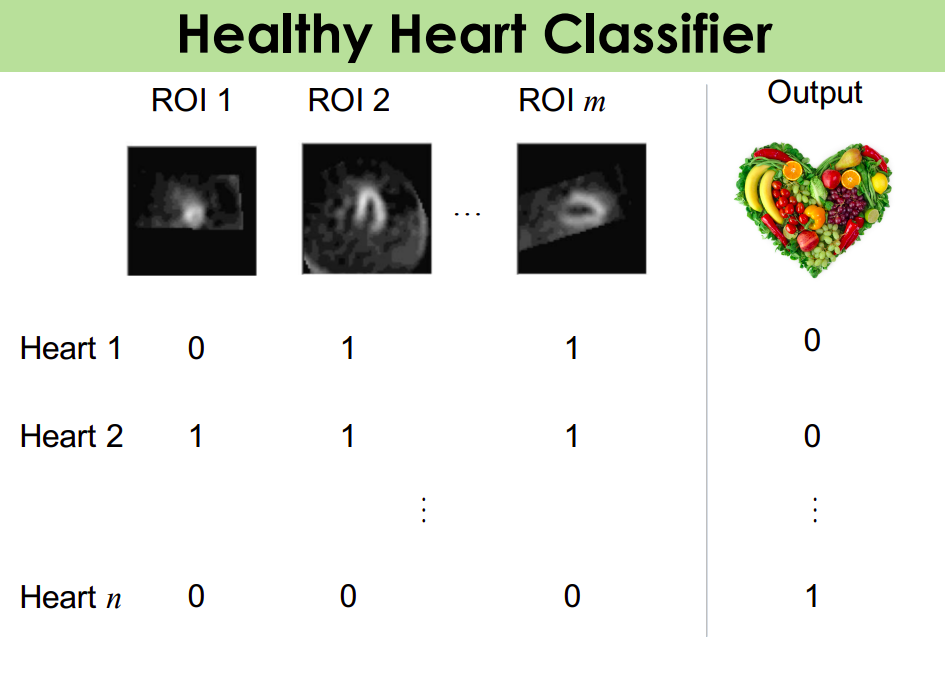 Healthy Heart Classifier
ROI 1 ROI 2 ROI m Output
...
Heart 1 0 1 1 0
Heart 2 1 1 1 0
⋮ ⋮
Heart n 0 0 0 1